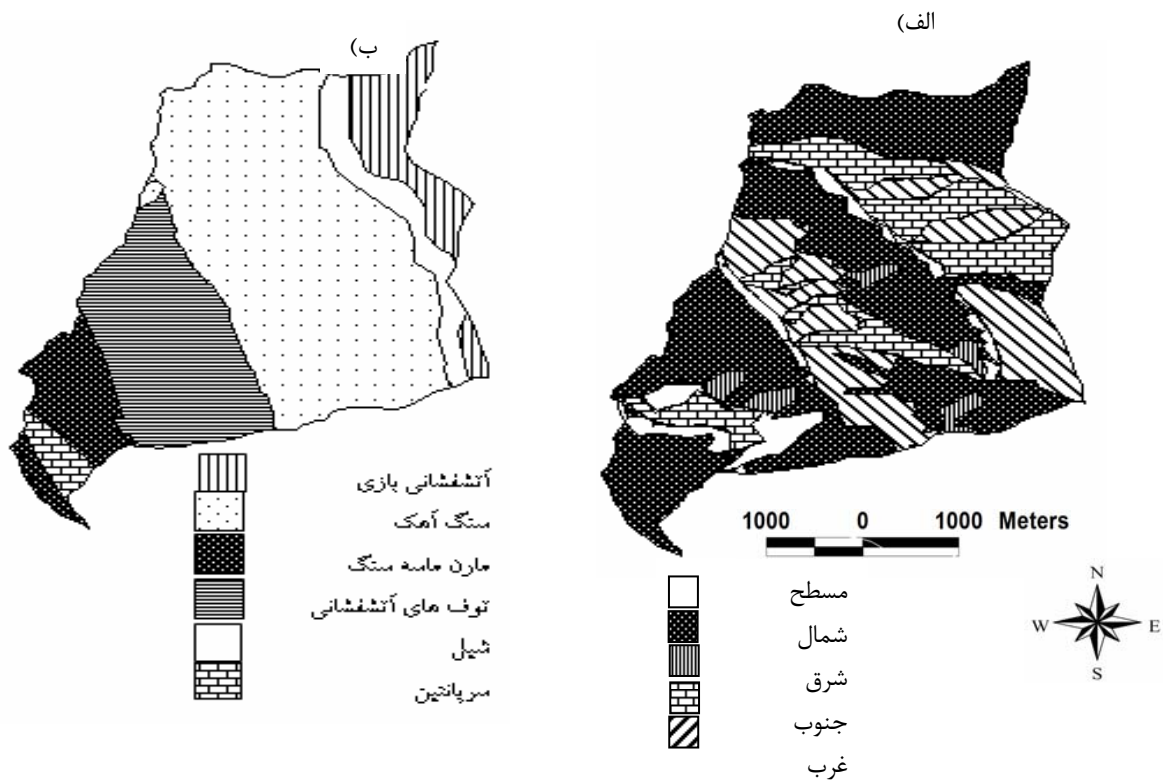 الف)
ب)
1000 0 1000 Meters
مسطح
شمال
شرق
جنوب
غرب
N
W E
S
آتشفشانی بازی
سنگ آهک
مارن ماسه سنگ
توف های آتشفشانی
شیل
سرپانتین